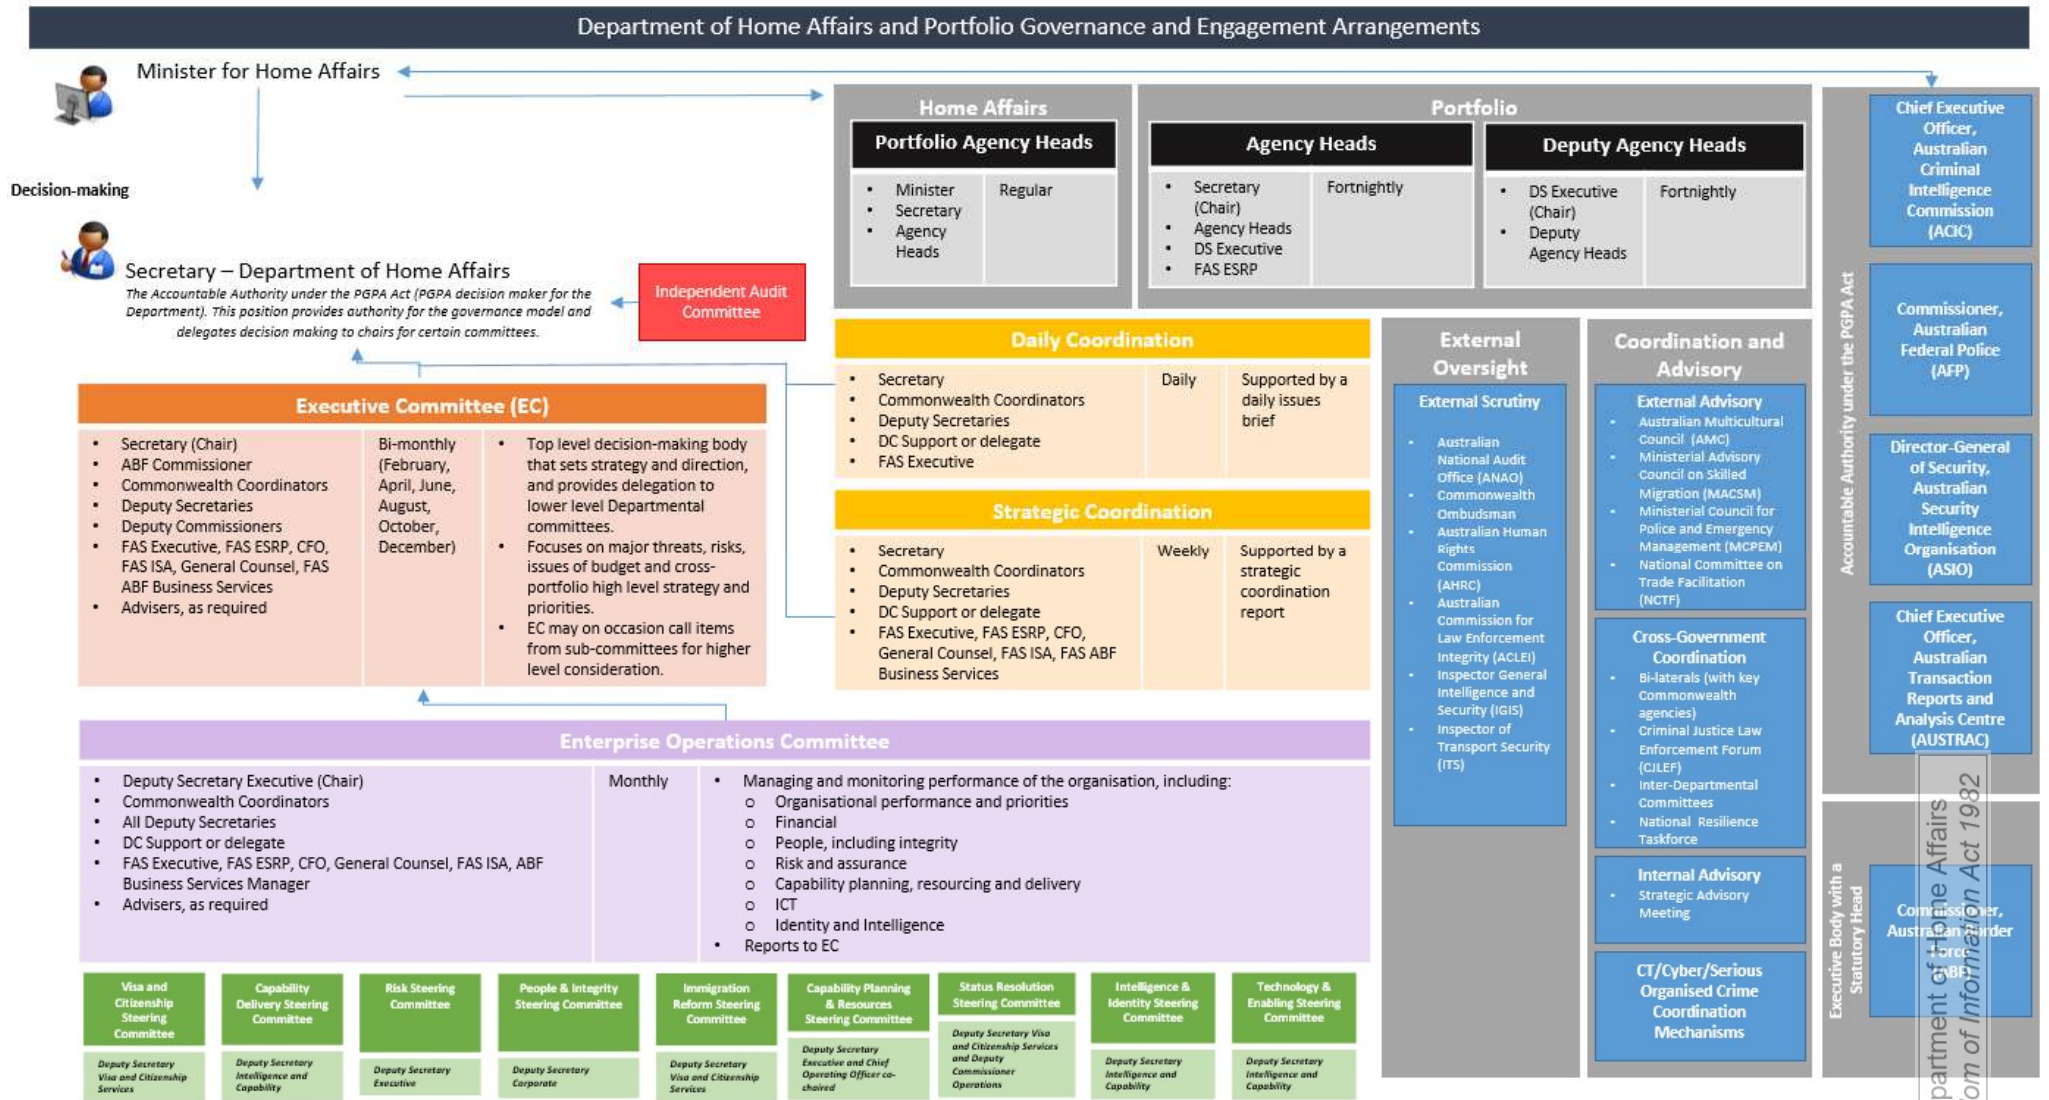 Department of Home Affairs and Portfolio Governance and Engagement Arrangements
Minister for Home Affairs
Decision-making
Secretary – Department of Home Affairs
The Accountable Authority under the PGPA Act (PGPA decision maker for the
Department). This position provides authority for the governance model and
delegates decision making to chairs for certain committees.
Independent Audit
Committee
Home Affairs
Portfolio Agency Heads
• Minister
• Secretary
• Agency
Heads
Regular
Portfolio
Agency Heads
• Secretary
(Chair)
• Agency Heads
• DS Executive
• FAS ESRP
Fortnightly
Deputy Agency Heads
• DS Executive
(Chair)
• Deputy
Agency Heads
Fortnightly
Executive Committee (EC)
• Secretary (Chair)
• ABF Commissioner
• Commonwealth Coordinators
• Deputy Secretaries
• Deputy Commissioners
• FAS Executive, FAS ESRP, CFO,
FAS ISA, General Counsel, FAS
ABF Business Services
• Advisers, as required
Bi-monthly
(February,
April, June,
August,
October,
December)
• Top level decision-making body
that sets strategy and direction,
and provides delegation to
lower level Departmental
committees.
• Focuses on major threats, risks,
issues of budget and cross-
portfolio high level strategy and
priorities.
• EC may on occasion call items
from sub-committees for higher
level consideration.
Daily Coordination
• Secretary
• Commonwealth Coordinators
• Deputy Secretaries
• DC Support or delegate
• FAS Executive
Daily
Supported by a
daily issues
brief
Strategic Coordination
• Secretary
• Commonwealth Coordinators
• Deputy Secretaries
• DC Support or delegate
• FAS Executive, FAS ESRP, CFO,
General Counsel, FAS ISA, FAS ABF
Business Services
Weekly
Supported by a
strategic
coordination
report
Enterprise Operations Committee
• Deputy Secretary Executive (Chair)
• Commonwealth Coordinators
• All Deputy Secretaries
• DC Support or delegate
• FAS Executive, FAS ESRP, CFO, General Counsel, FAS ISA, ABF
Business Services Manager
• Advisers, as required
Monthly
• Managing and monitoring performance of the organisation, including:
o Organisational performance and priorities
o Financial
o People, including integrity
o Risk and assurance
o Capability planning, resourcing and delivery
o ICT
o Identity and Intelligence
• Reports to EC
Visa and
Citizenship
Steering
Committee
Deputy Secretary
Visa and Citizenship
Services
Capability
Delivery Steering
Committee
Deputy Secretary
Intelligence and
Capability
Risk Steering
Committee
Deputy Secretary
Executive
People & Integrity
Steering Committee
Deputy Secretary
Corporate
Immigration
Reform Steering
Committee
Deputy Secretary
Visa and Citizenship
Services
Capability Planning
& Resources
Steering Committee
Deputy Secretary
Executive and Chief
Operating Officer co-
chaired
Status Resolution
Steering Committee
Deputy Secretary Visa
and Citizenship Services
and Deputy
Commissioner
Operations
Intelligence &
Identity Steering
Committee
Deputy Secretary
Intelligence and
Capability
Technology &
Enabling Steering
Committee
Deputy Secretary
Intelligence and
Capability
External
Oversight
External Scrutiny
• Australian
National Audit
Office (ANAO)
• Commonwealth
Ombudsman
• Australian Human
Rights
Commission
(AHRC)
• Australian
Commission for
Law Enforcement
Integrity (ACLEI)
• Inspector General
Intelligence and
Security (IGIS)
• Inspector of
Transport Security
(ITS)
Coordination and
Advisory
External Advisory
• Australian Multicultural
Council (AMC)
• Ministerial Advisory
Council on Skilled
Migration (MACSM)
• Ministerial Council for
Police and Emergency
Management (MCPEM)
• National Committee on
Trade Facilitation
(NCTF)
Cross-Government
Coordination
• Bi-laterals (with key
Commonwealth
agencies)
• Criminal Justice Law
Enforcement Forum
(CJLEF)
• Inter-Departmental
Committees
• National Resilience
Taskforce
Internal Advisory
• Strategic Advisory
Meeting
CT/Cyber/Serious
Organised Crime
Coordination
Mechanisms
Accountable Authority under the PGPA Act
Chief Executive
Officer,
Australian
Criminal
Intelligence
Commission
(ACIC)
Commissioner,
Australian
Federal Police
(AFP)
Director-General
of Security,
Australian
Security
Intelligence
Organisation
(ASIO)
Chief Executive
Officer,
Australian
Transaction
Reports and
Analysis Centre
(AUSTRAC)
Executive Body with a
Statutory Head
Commissioner,
Australian Border
Force
(ABF)
partment of Home Affairs
om of Information Act 1982